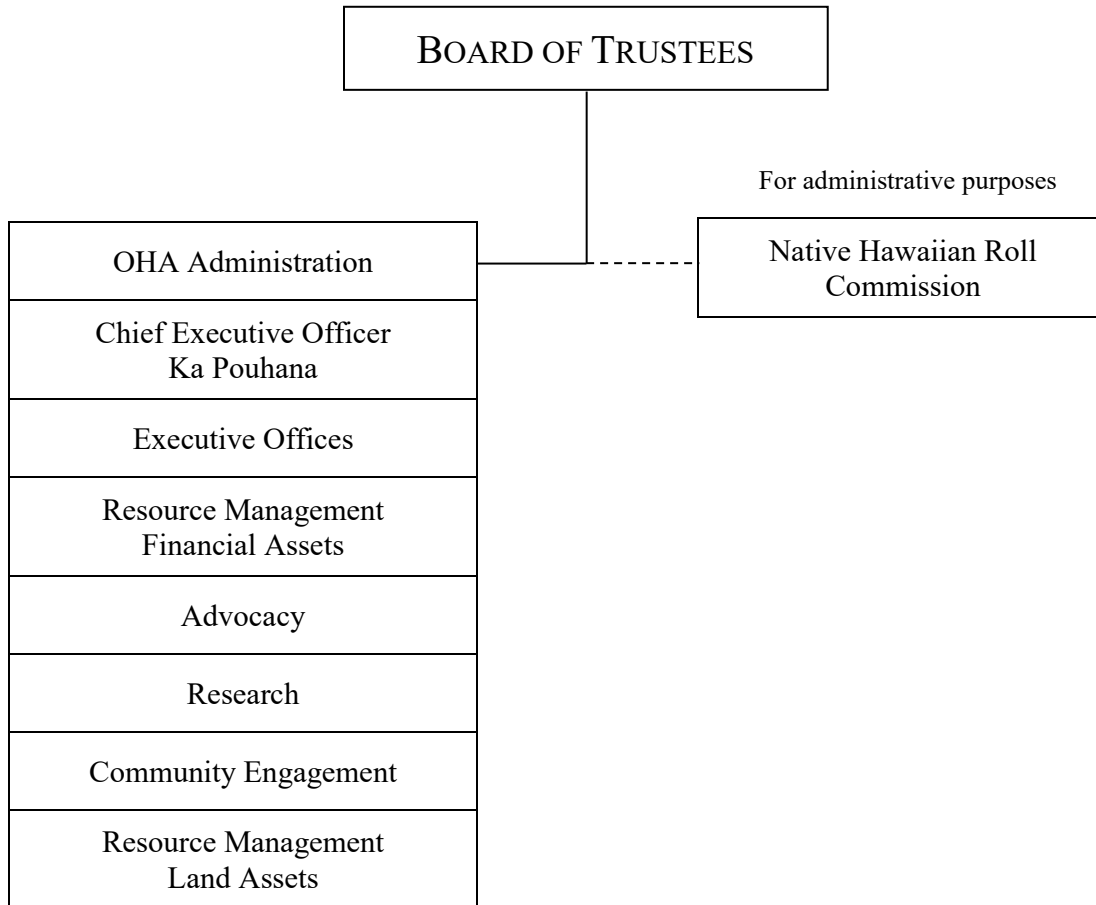 BOARD OF TRUSTEES
For administrative purposes
OHA Administration
Native Hawaiian Roll
Commission
Chief Executive Officer
Ka Pouhana
Executive Offices
Resource Management
Financial Assets
Advocacy
Research
Community Engagement
Resource Management
Land Assets